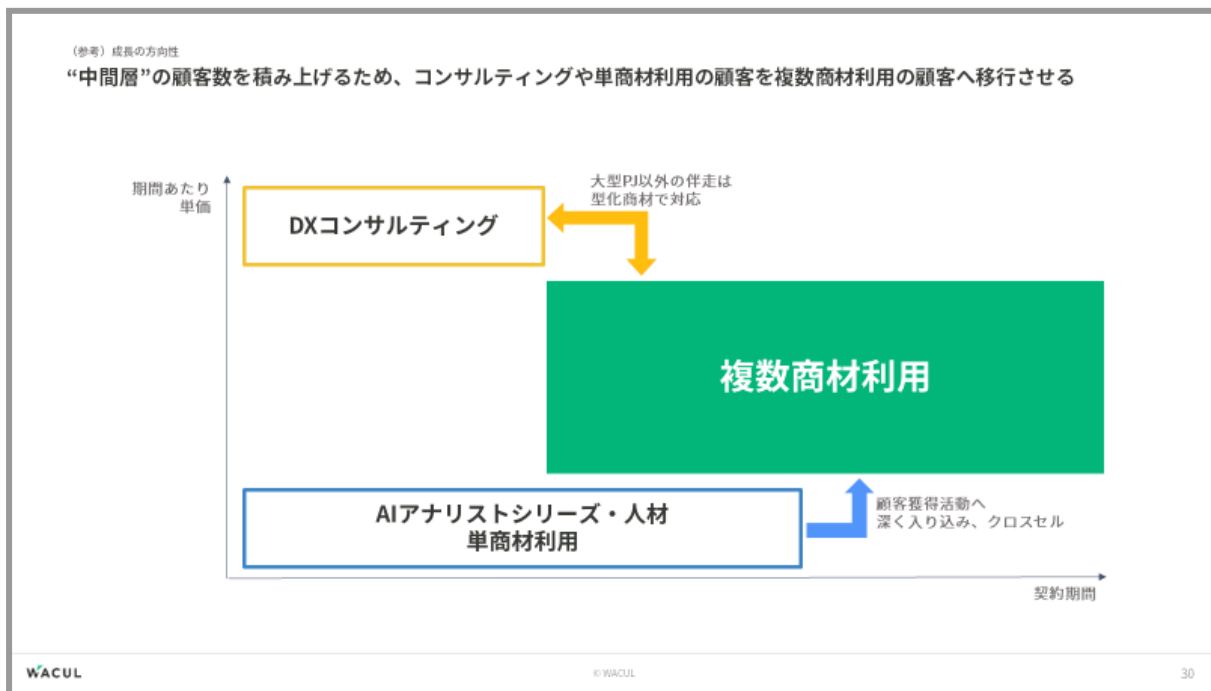 （参考）成長の方向性
“中間層”の顧客数を積み上げるため、コンサルティングや単商材利用の顧客を複数商材利用の顧客へ移行させる
期間あたり
単価
DXコンサルティング
大型PJ以外の伴走は
型化商材で対応
複数商材利用
AIアナリストシリーズ・人材
単商材利用
顧客獲得活動へ
深く入り込み、クロスセル
契約期間
WACUL
© WACUL
30